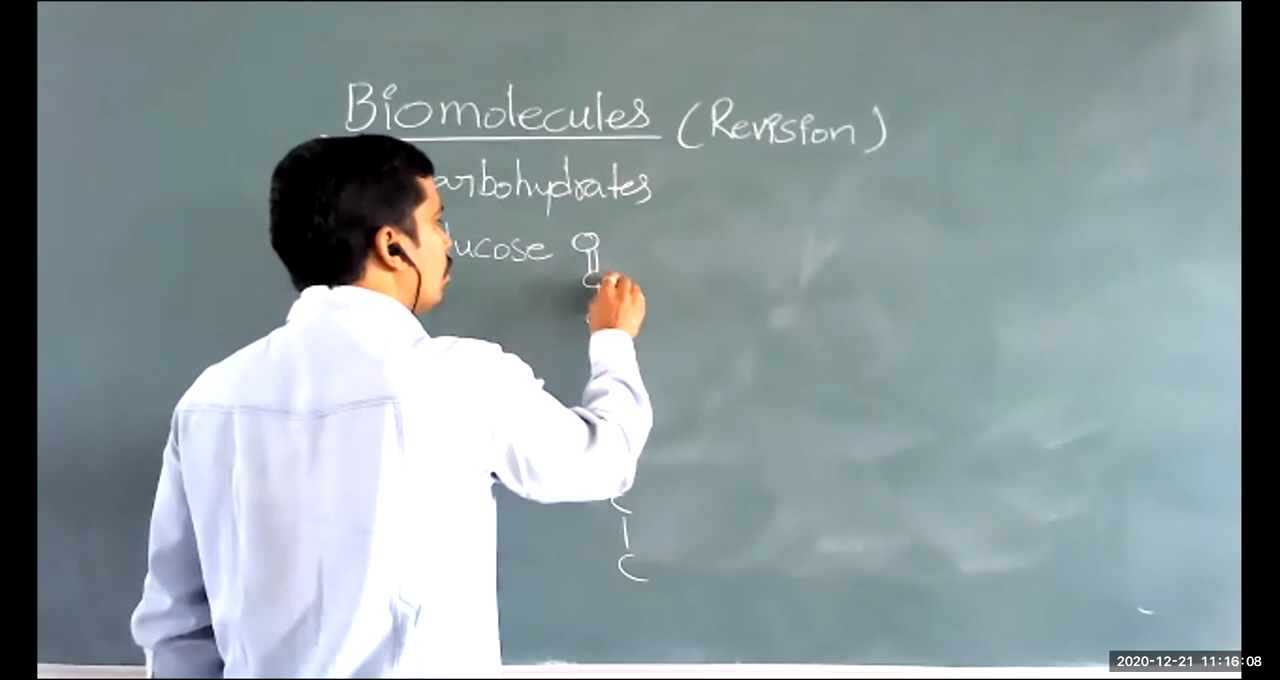 Biomolecules (Revision)
arbohydrates
lucose O
C
C
C
2020-12-21 11:16:08